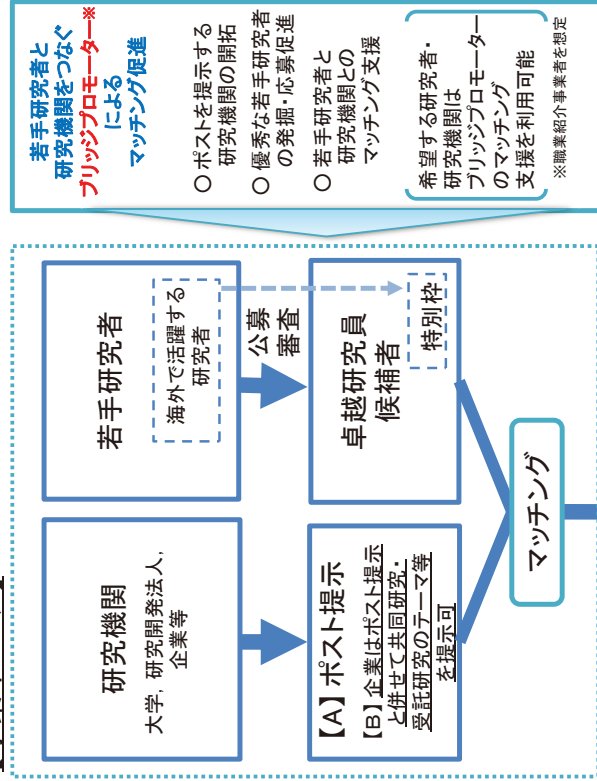 研究機関
大学，研究開発法人，
企業等
若手研究者
海外で活躍する
研究者
公募
審査
【A】ポスト提示
【B】企業はポスト提示
と併せて共同研究・
受託研究のテーマ等
を提示可
卓越研究員
候補者
特別枠
マッチング
若手研究者と
研究機関をつなぐ
ブリッジプロモーター※
による
マッチング促進
○ ポストを提示する
研究機関の開拓
○ 優秀な若手研究者
の発掘・応募促進
○ 若手研究者と
研究機関との
マッチング支援
希望する研究者・
研究機関は
ブリッジプロモーター
のマッチング
支援を利用可能
※職業紹介事業者を想定